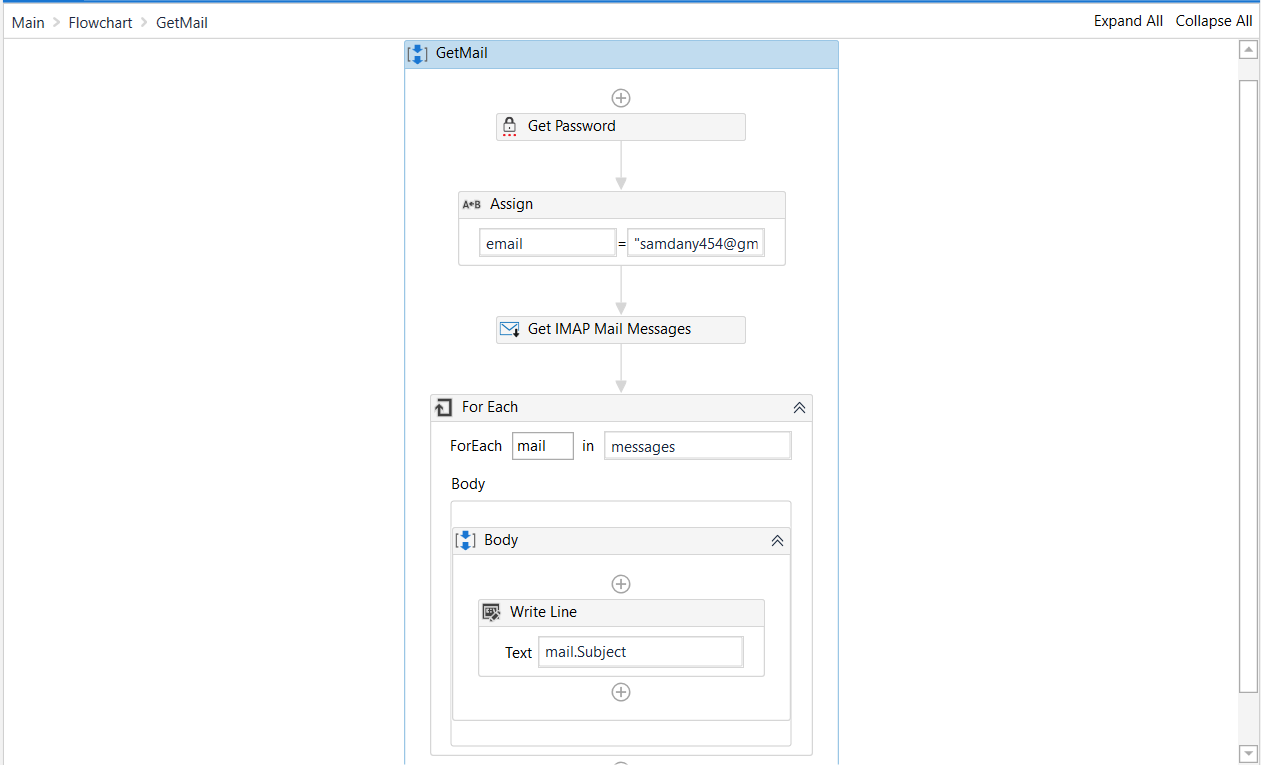 Main > Flowchart > GetMail
Expand All Collapse All
GetMail
Get Password
A←B Assign
email = "samdany454@gm
Get IMAP Mail Messages
For Each
ForEach mail in messages
Body
Body
Write Line
Text mail.Subject